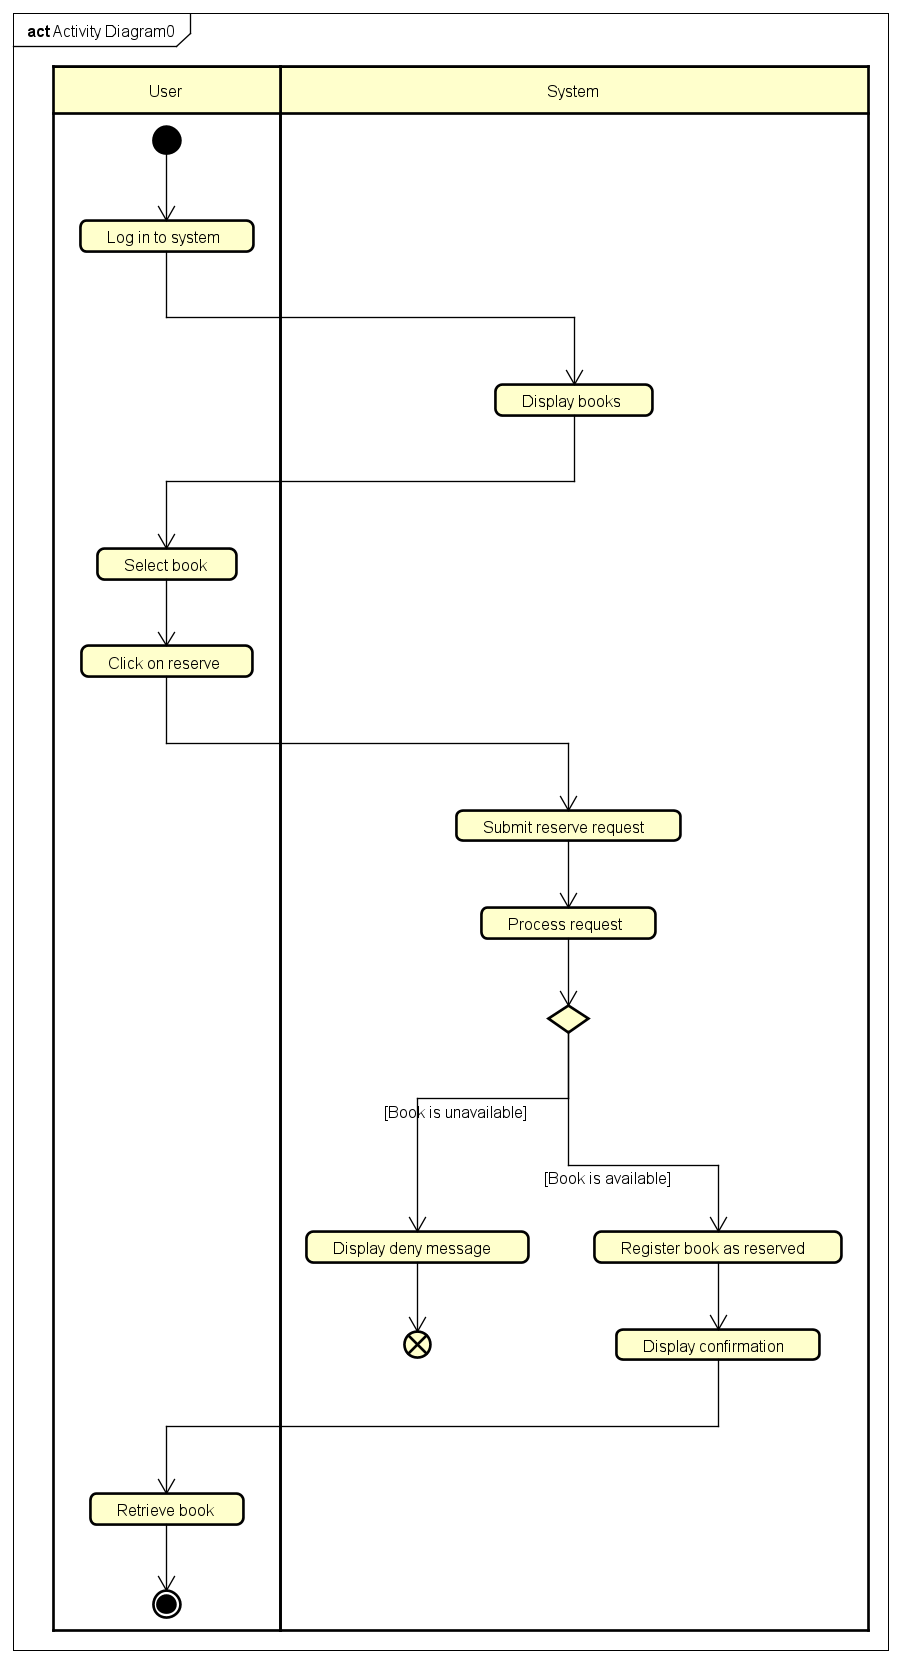 act Activity Diagram0
User
System
Log in to system
Display books
Select book
Click on reserve
Submit reserve request
Process request
[Book is unavailable]
[Book is available]
Display deny message
Register book as reserved
Display confirmation
Retrieve book